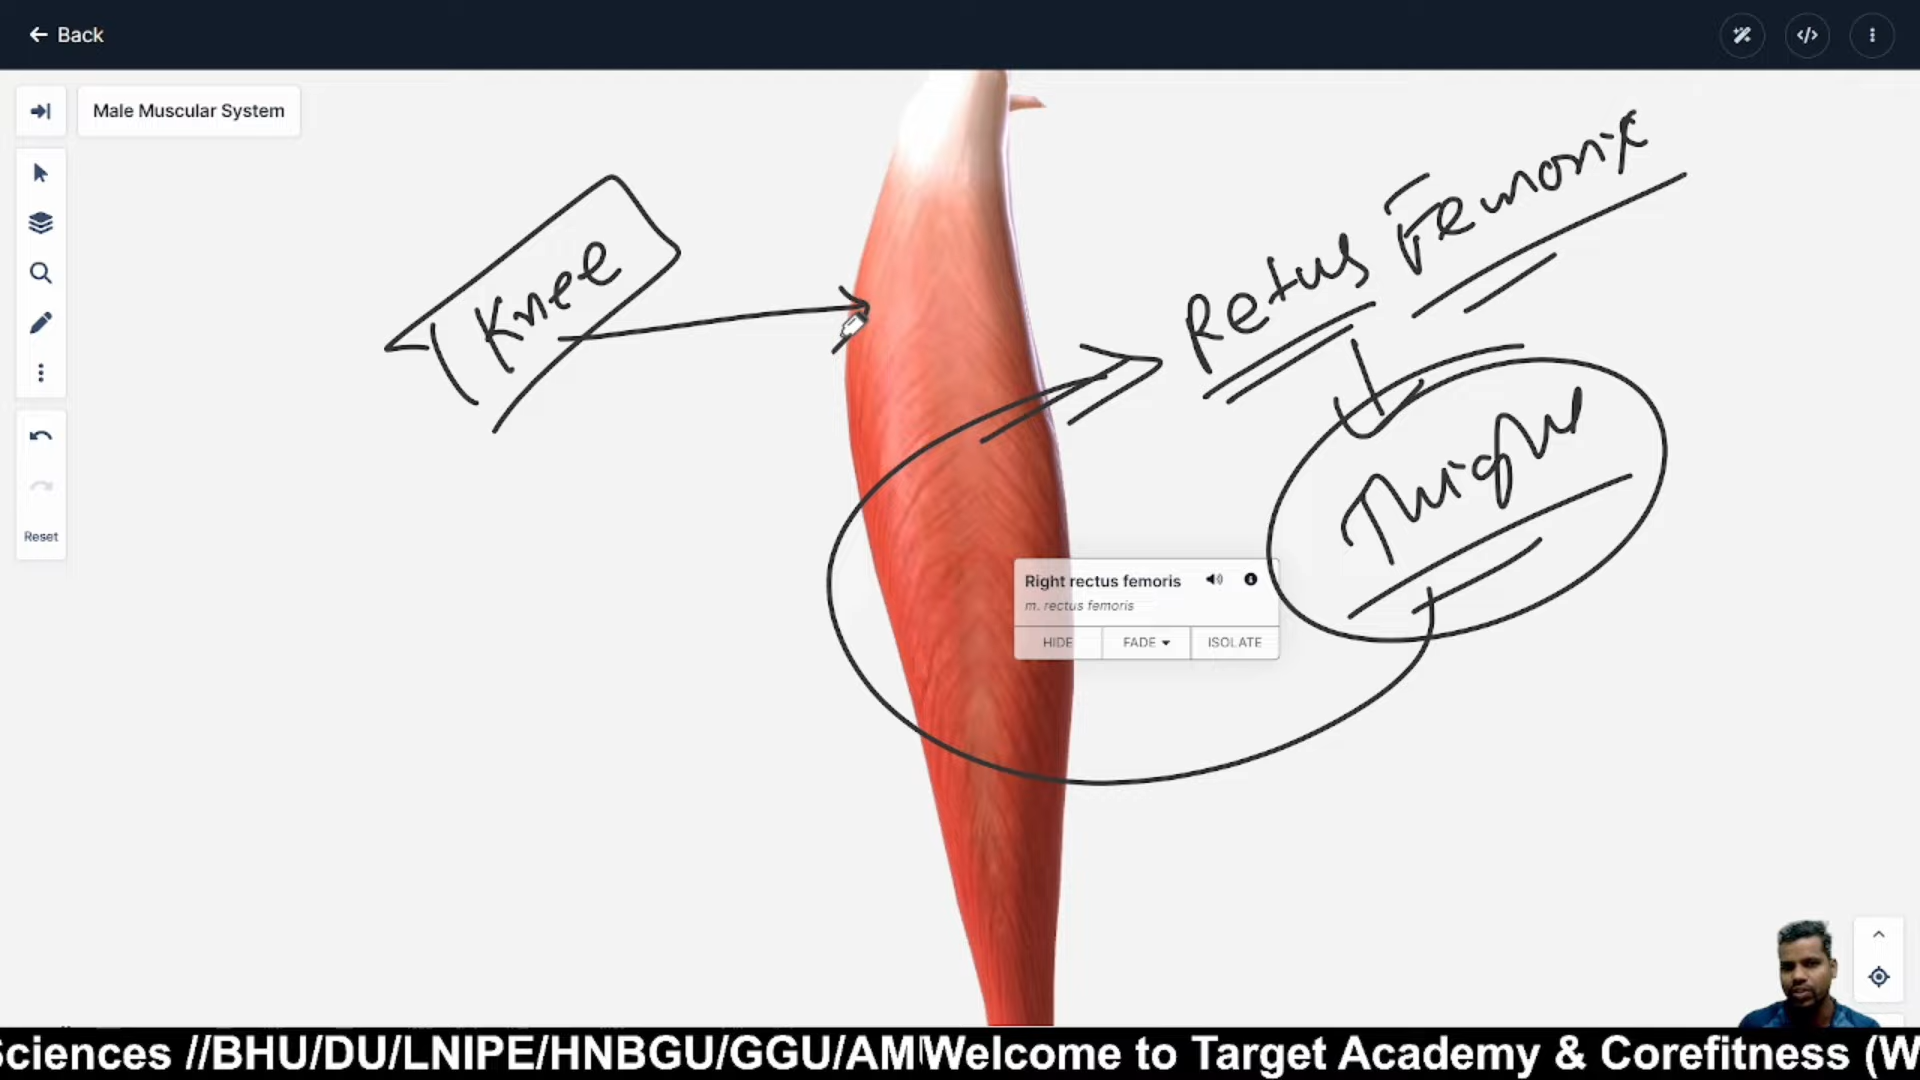 Back
Male Muscular System
Retus Femorix
Knee
Thighs
Reset
Right rectus femoris
m. rectus femoris
HIDE FADE ISOLATE
Sciences //BHU/DU/LNIPE/HNBGU/GGU/AM Welcome to Target Academy & Corefitness (W